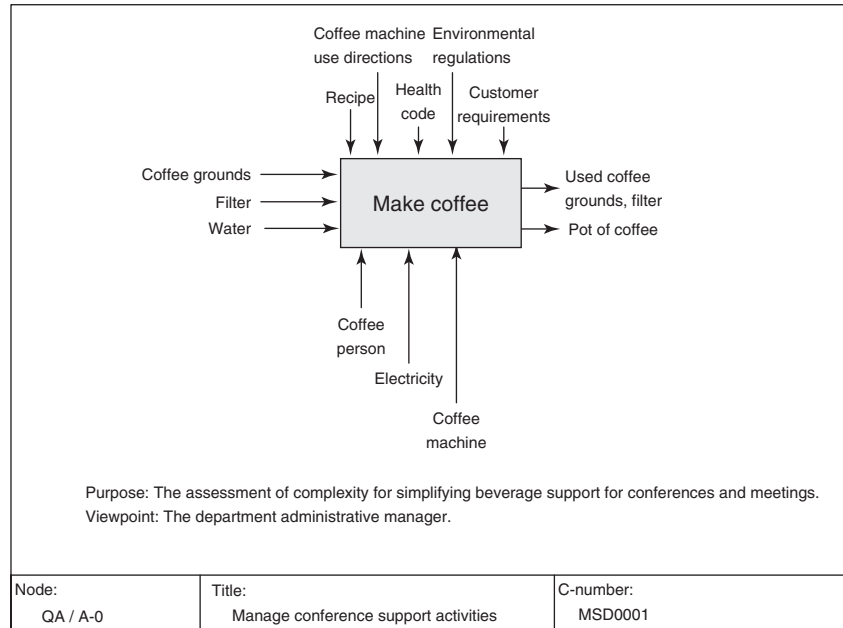 Coffee machine
use directions
Environmental
regulations
Recipe
Health
code
Customer
requirements
Coffee grounds
Filter
Water
Make coffee
Used coffee
grounds, filter
Pot of coffee
Coffee
person
Electricity
Coffee
machine
Purpose: The assessment of complexity for simplifying beverage support for conferences and meetings.
Viewpoint: The department administrative manager.
Node:
QA / A-0
Title:
Manage conference support activities
C-number:
MSD0001